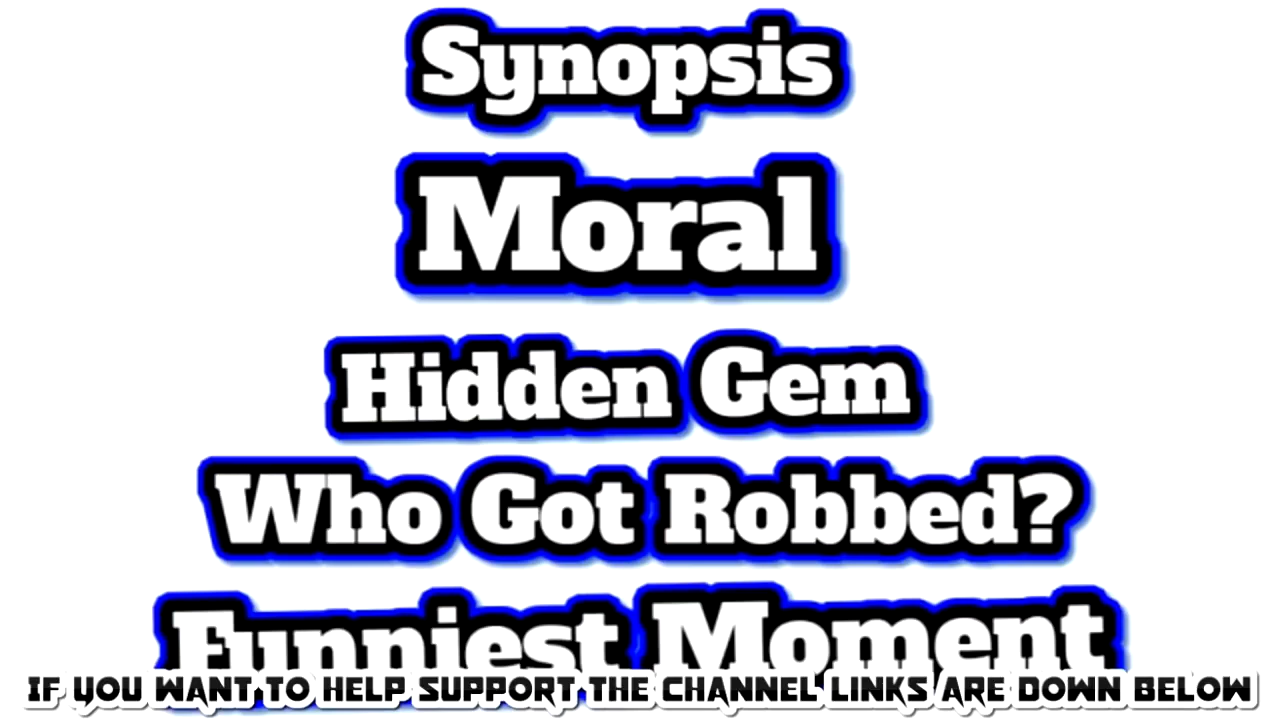 Synopsis
Moral
Hidden Gem
Who Got Robbed?
Funniest Moment
IF YOU WANT TO HELP SUPPORT THE CHANNEL LINKS ARE DOWN BELOW